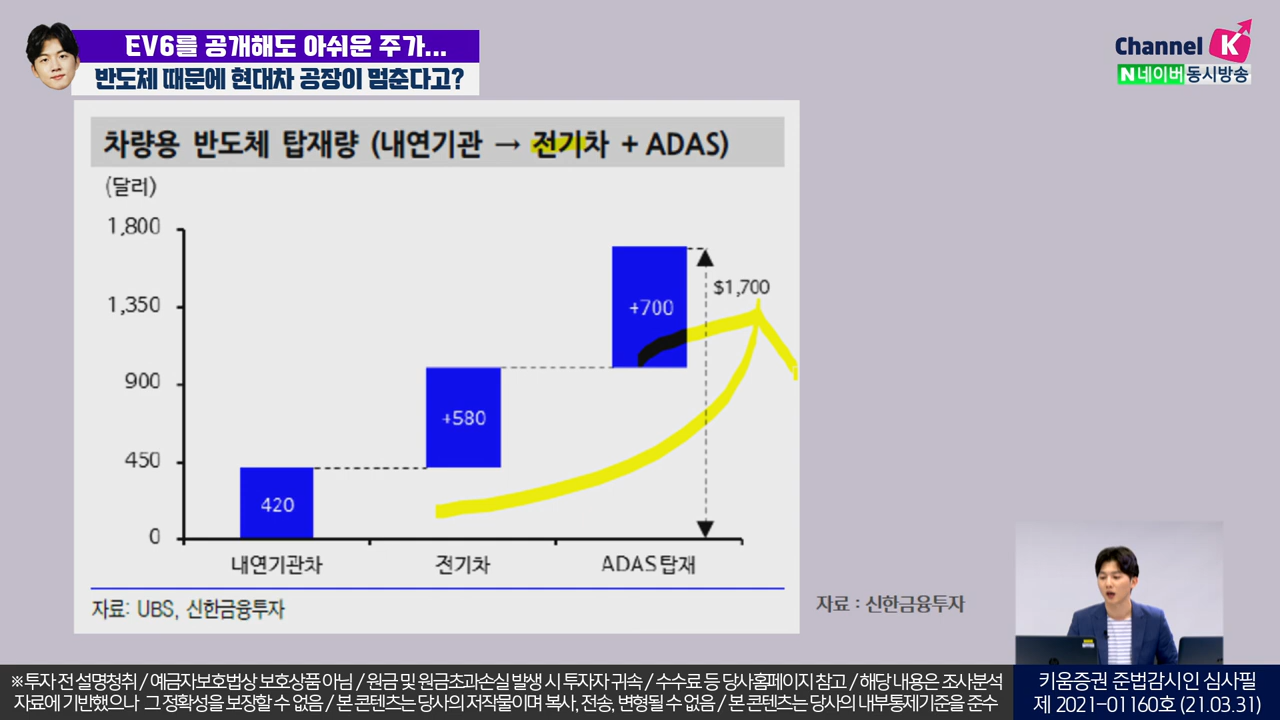 EV6를 공개해도 아쉬운 주가...
반도체 때문에 현대차 공장이 멈춘다고?
Channel K
N 네이버 동시방송
차량용 반도체 탑재량 (내연기관 → 전기차 + ADAS)
(달러)
1,800
1,350
900
450
0
420
+580
+700
$1,700
내연기관차
전기차
ADAS 탑재
자료: UBS, 신한금융투자
자료 : 신한금융투자
※투자 전 설명청취 / 예금자보호법상 보호상품 아님 / 원금 및 원금초과손실 발생 시 투자자 귀속 / 수수료 등 당사홈페이지 참고 / 해당 내용은 조사분석
자료에 기반했으나 그 정확성을 보장할 수 없음 / 본 콘텐츠는 당사의 저작물이며 복사, 전송, 변형될 수 없음 / 본 콘텐츠는 당사의 내부통제기준을 준수
키움증권 준법감시인 심사필
제 2021-01160호 (21.03.31)